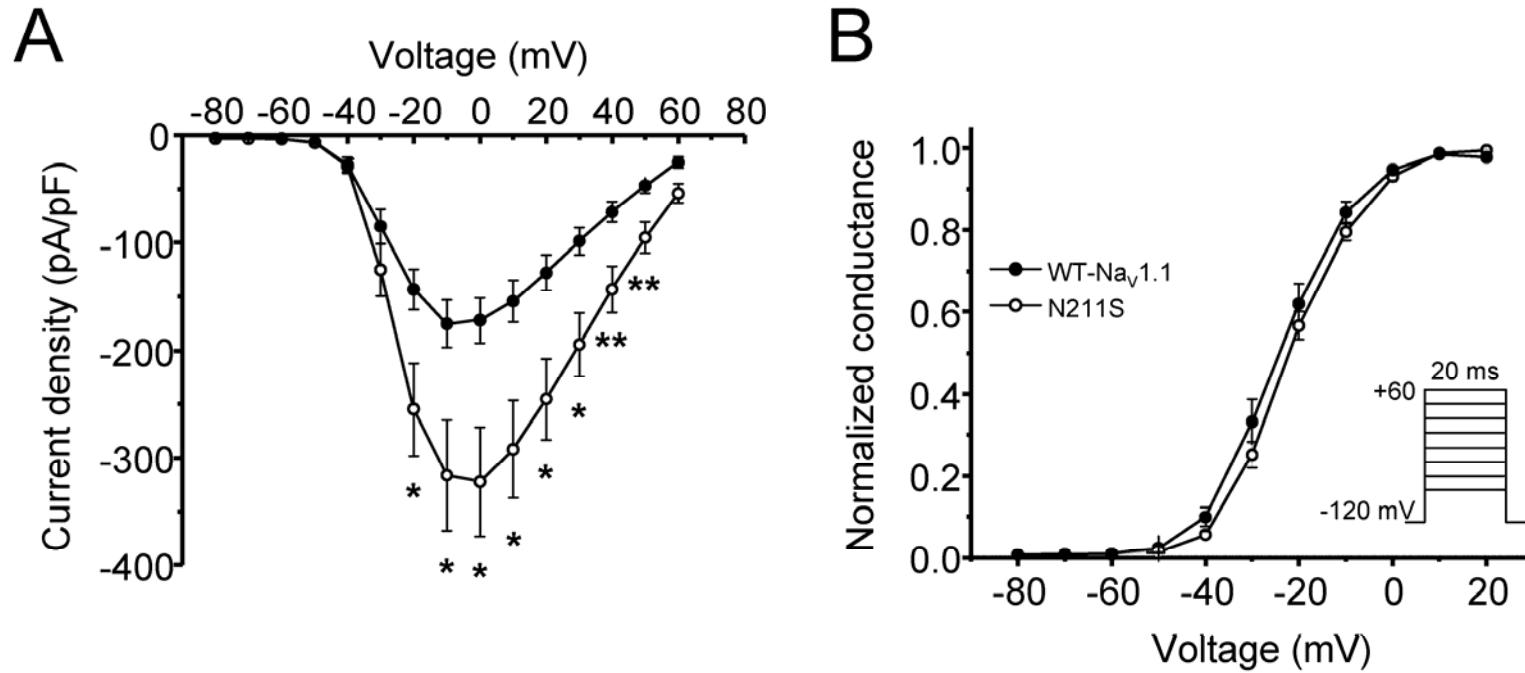 A
Voltage (mV)
-80 -60 -40 -20 0 20 40 60 80
0
-100
-200
-300
-400
Current density (pA/pF)
*
*
*
*
*
*
**
**
B
Normalized conductance
1.0
0.8
0.6
0.4
0.2
0.0
WT-NaV1.1
N211S
20 ms
+60
-120 mV
-80 -60 -40 -20 0 20
Voltage (mV)